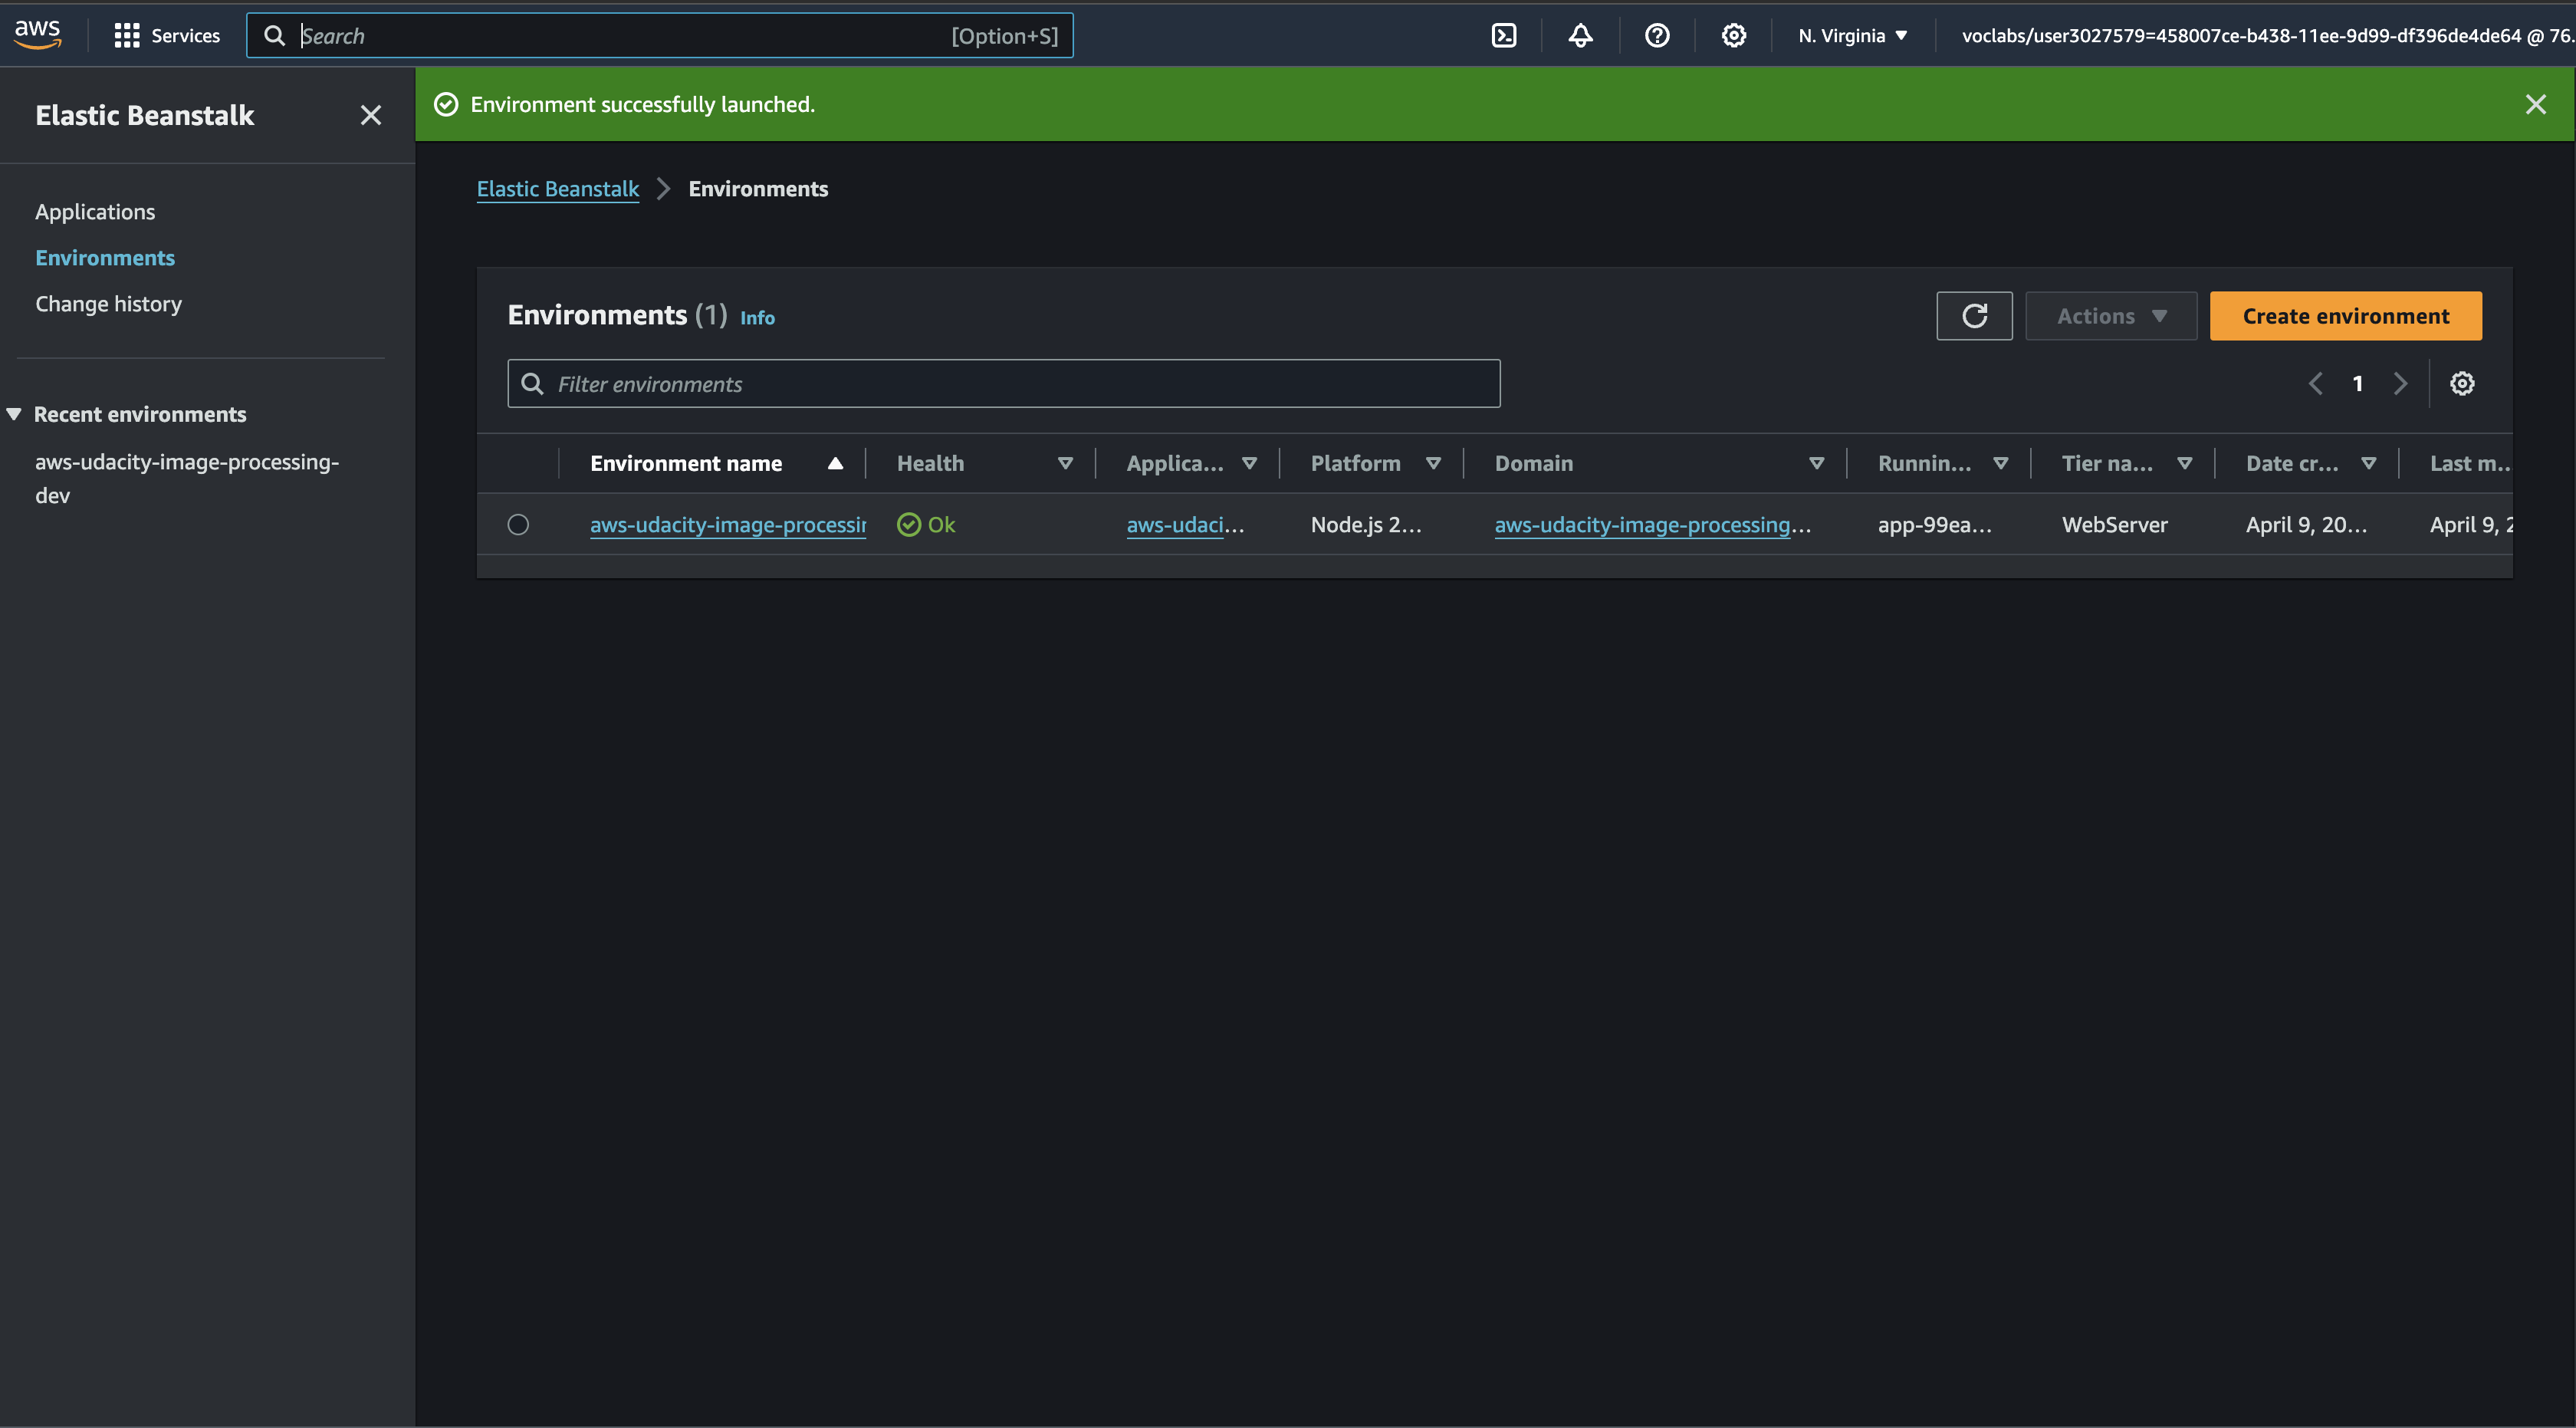 aws
Services
Search
[Option+S]
N. Virginia
voclabs/user3027579=458007ce-b438-11ee-9d99-df396de4de64 @ 76.
Elastic Beanstalk
Applications
Environments
Change history
Recent environments
aws-udacity-image-processing-
dev
Environment successfully launched.
Elastic Beanstalk
Environments
Environments (1) Info
Actions
Create environment
Filter environments
1
Environment name Health Applica... Platform Domain Runnin... Tier na... Date cr... Last m...
aws-udacity-image-processin Ok aws-udaci... Node.js 2... aws-udacity-image-processing... app-99ea... WebServer April 9, 20... April 9, 2